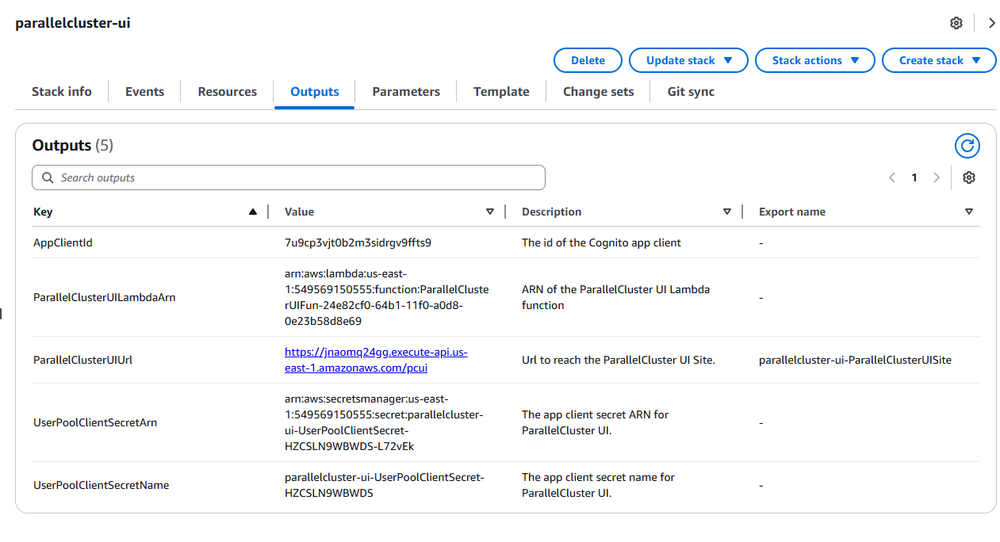 parallelcluster-ui
Delete
Update stack
Stack actions
Create stack
Stack info
Events
Resources
Outputs
Parameters
Template
Change sets
Git sync
Outputs (5)
Search outputs
1
Key
Value
Description
Export name
AppClientId
7u9cp3vjt0b2m3sidrgv9ffts9
The id of the Cognito app client
-
ParallelClusterUILambdaArn
arn:aws:lambda:us-east-
1:549569150555:function:ParallelCluste
rUIFun-24e82cf0-64b1-11f0-a0d8-
0e23b58d8e69
ARN of the ParallelCluster UI Lambda
function
-
ParallelClusterUIUrl
https://jnaomq24gg.execute-api.us-
east-1.amazonaws.com/pcui
Url to reach the ParallelCluster UI Site.
parallelcluster-ui-ParallelClusterUISite
UserPoolClientSecretArn
arn:aws:secretsmanager:us-east-
1:549569150555:secret:parallelcluster-
ui-UserPoolClientSecret-
HZCSLN9WBWDS-L72vEk
The app client secret ARN for
ParallelCluster UI.
-
UserPoolClientSecretName
parallelcluster-ui-UserPoolClientSecret-
HZCSLN9WBWDS
The app client secret name for
ParallelCluster UI.
-